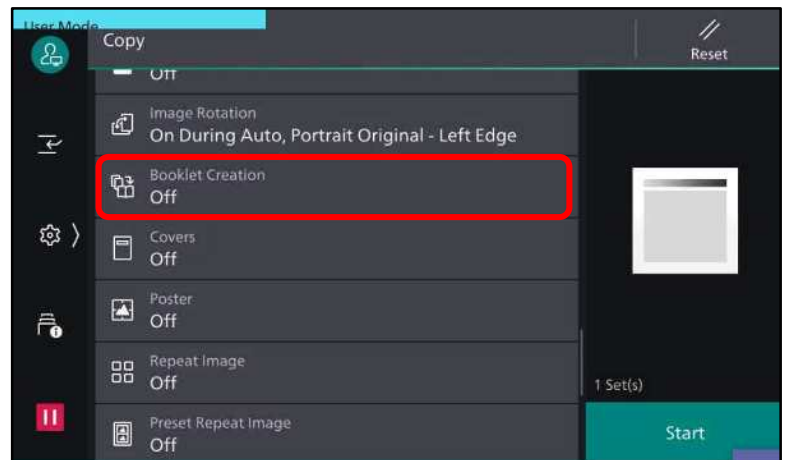 User Mode
Copy
Reset
Off
Image Rotation
On During Auto, Portrait Original - Left Edge
Booklet Creation
Off
Covers
Off
Poster
Off
Repeat Image
Off
1 Set(s)
Preset Repeat Image
Off
Start